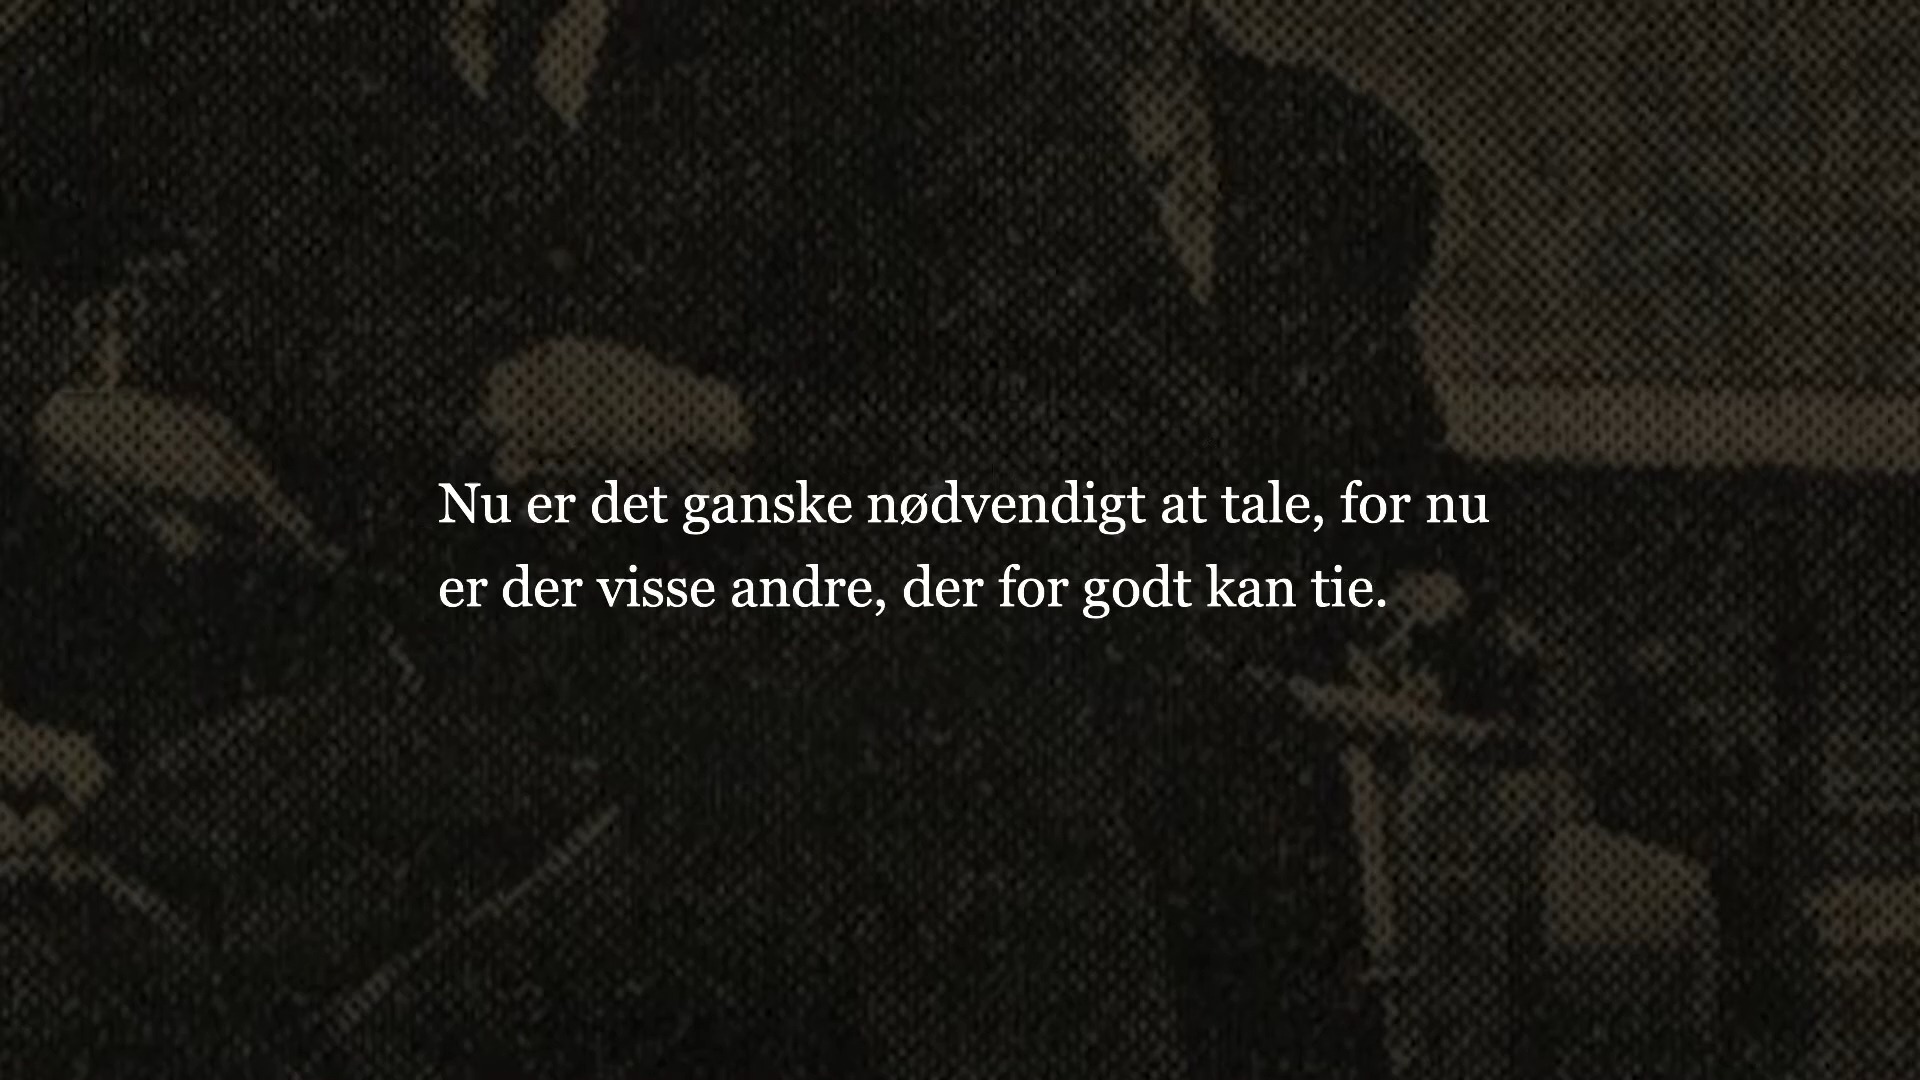 Nu er det ganske nødvendigt at tale, for nu
er der visse andre, der for godt kan tie.